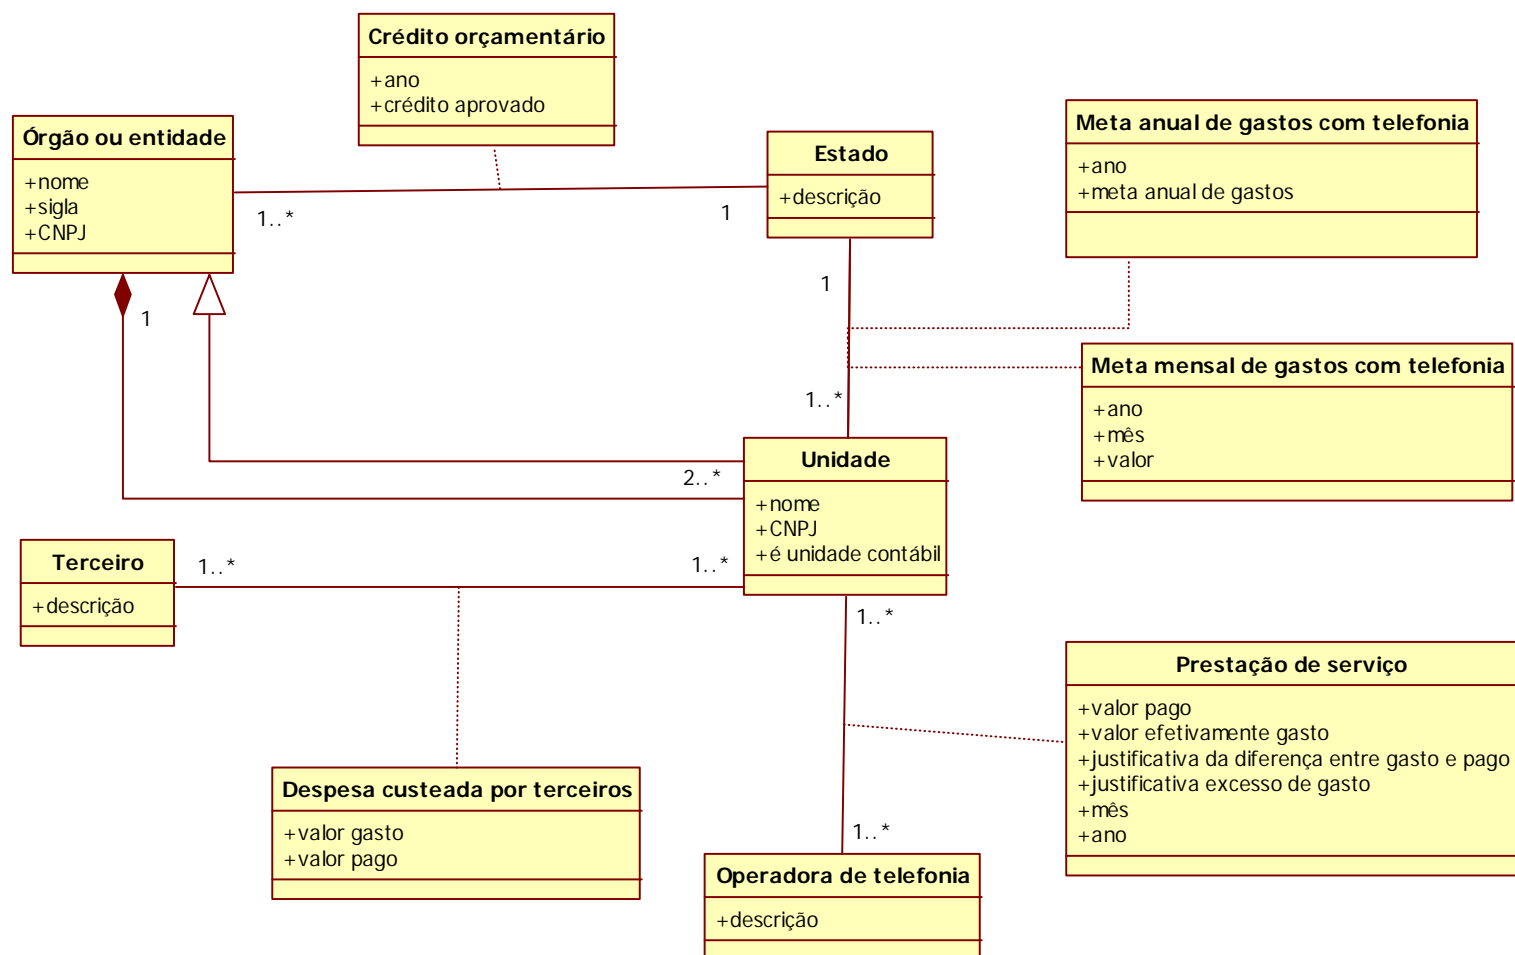 Crédito orçamentário
+ano
+crédito aprovado
Órgão ou entidade
+nome
+sigla
+CNPJ
1..*
1
Estado
+descrição
Meta anual de gastos com telefonia
+ano
+meta anual de gastos
1
1
1..*
Meta mensal de gastos com telefonia
+ano
+mês
+valor
2..*
Unidade
+nome
+CNPJ
+é unidade contábil
Terceiro
+descrição
1..*
1..*
1..*
Prestação de serviço
+valor pago
+valor efetivamente gasto
+justificativa da diferença entre gasto e pago
+justificativa excesso de gasto
+mês
+ano
Despesa custeada por terceiros
+valor gasto
+valor pago
1..*
Operadora de telefonia
+descrição